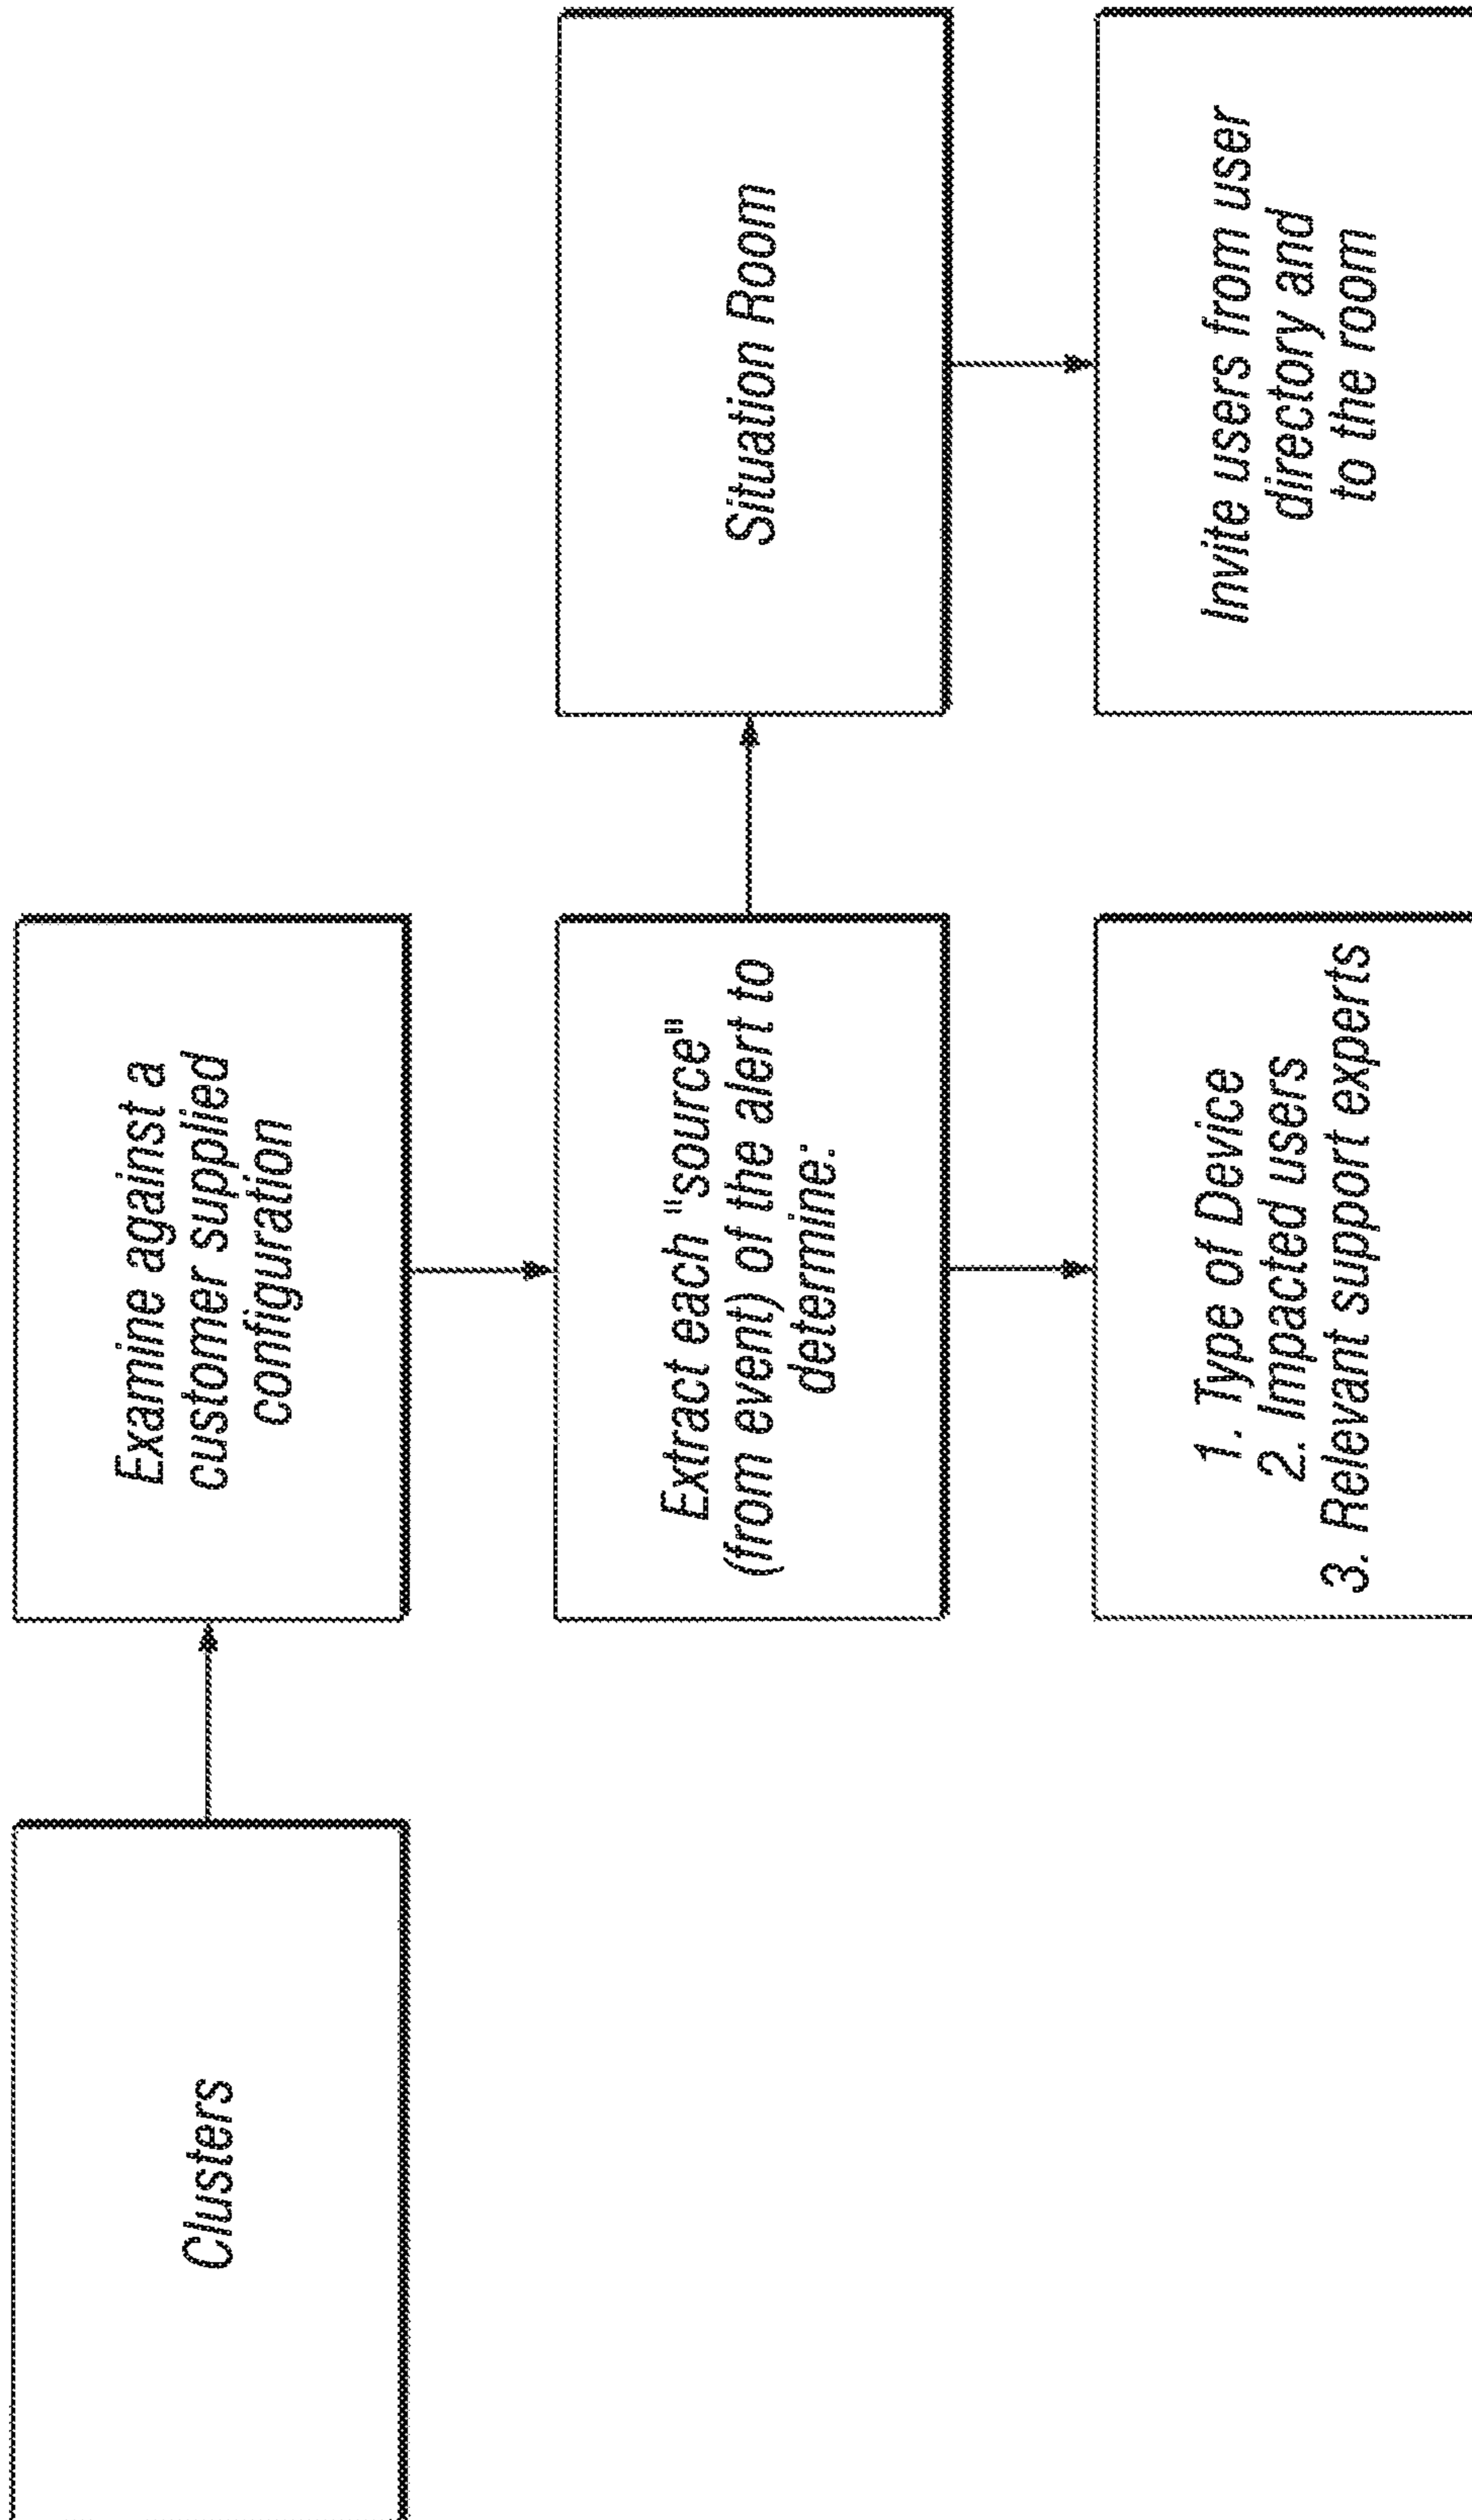 Clusters
Examine against a
customer supplied
configuration
Extract each "source"
(from event) of the alert to
determine:
Situation Room
1. Type of Device
2. Impacted users
3. Relevant support experts
Invite users from user
directory and
to the room